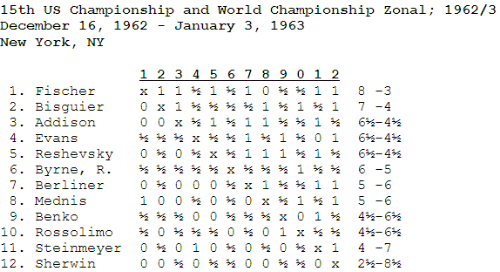 15th US Championship and World Championship Zonal; 1962/3
December 16, 1962 - January 3, 1963
New York, NY
1 2 3 4 5 6 7 8 9 0 1 2
1. Fischer x 1 1 ½ 1 ½ 1 0 ½ ½ 1 1 8 -3
2. Bisguier 0 x 1 ½ ½ ½ ½ 1 ½ 1 ½ 1 7 -4
3. Addison 0 0 x ½ 1 ½ 1 1 ½ ½ 1 ½ 6½-4½
4. Evans ½ ½ ½ x ½ ½ 1 ½ 1 ½ 0 1 6½-4½
5. Reshevsky 0 ½ 0 ½ x ½ 1 1 1 ½ 1 ½ 6½-4½
6. Byrne, R. ½ ½ ½ ½ ½ x ½ ½ ½ 1 ½ ½ 6 -5
7. Berliner 0 ½ 0 0 0 ½ x 1 ½ ½ 1 1 5 -6
8. Mednis 1 0 0 ½ 0 ½ 0 x ½ 1 ½ 1 5 -6
9. Benko ½ ½ ½ 0 0 ½ ½ ½ x 0 1 ½ 4½-6½
10. Rossolimo ½ 0 ½ ½ ½ 0 ½ 0 1 x ½ ½ 4½-6½
11. Steinmeyer 0 ½ 0 1 0 ½ 0 ½ 0 ½ x 1 4 -7
12. Sherwin 0 0 ½ 0 ½ ½ 0 0 ½ ½ 0 x 2½-8½